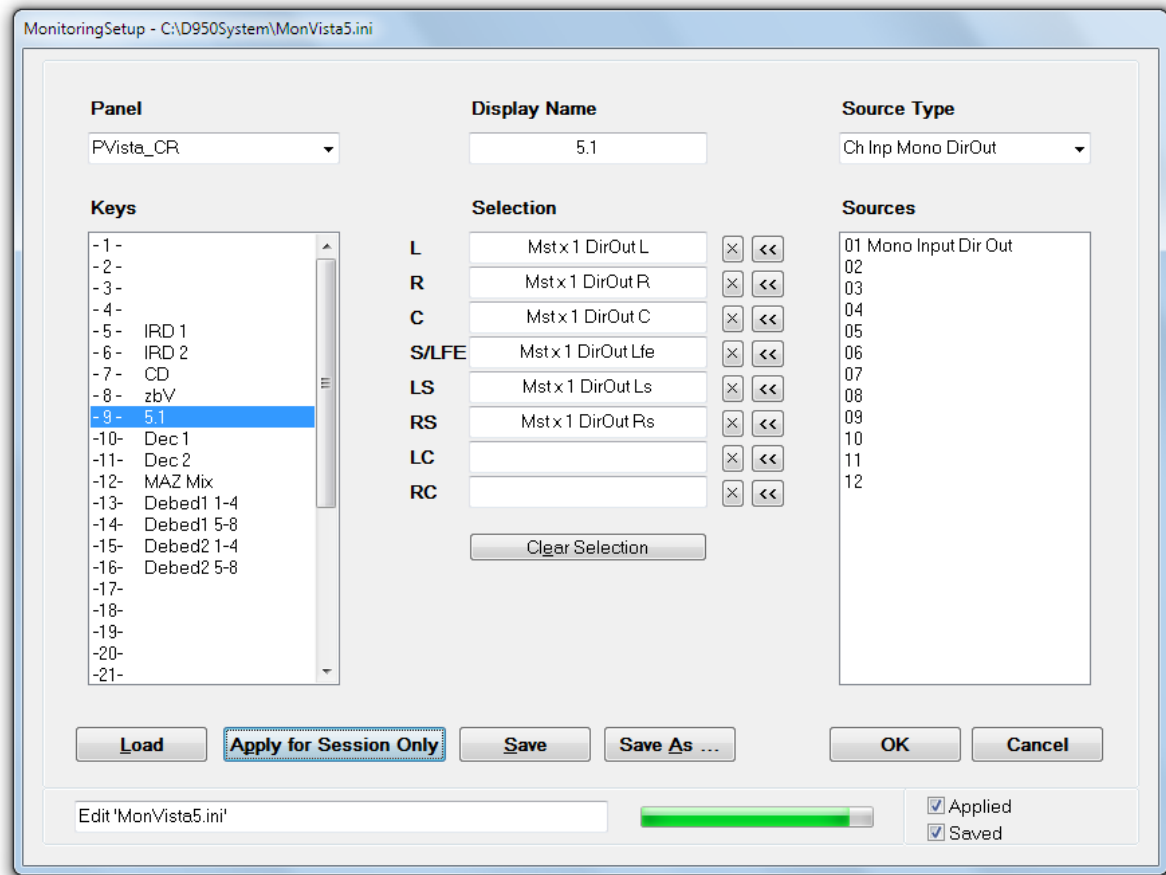 MonitoringSetup - C:\D950System\MonVista5.ini
Panel
PVista_CR
Display Name
5.1
Source Type
Ch Inp Mono DirOut
Keys
-1-
-2-
-3-
-4-
-5- IRD 1
-6- IRD 2
-7- CD
-8- zbV
-9- 5.1
-10- Dec 1
-11- Dec 2
-12- MAZ Mix
-13- Debed1 1-4
-14- Debed1 5-8
-15- Debed2 1-4
-16- Debed2 5-8
-17-
-18-
-19-
-20-
-21-
Selection
L Mst x 1 DirOut L × <<
R Mst x 1 DirOut R × <<
C Mst x 1 DirOut C × <<
S/LFE Mst x 1 DirOut Lfe × <<
LS Mst x 1 DirOut Ls × <<
RS Mst x 1 DirOut Rs × <<
LC × <<
RC × <<
Clear Selection
Sources
01 Mono Input Dir Out
02
03
04
05
06
07
08
09
10
11
12
Load Apply for Session Only Save Save As ... OK Cancel
Edit 'MonVista5.ini'
Applied
Saved